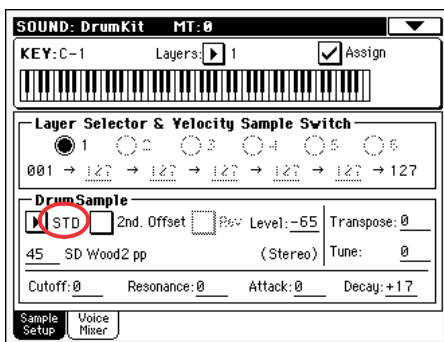 SOUND: DrumKit MT:0
KEY:C-1 Layers: 1 Assign
Layer Selector & Velocity Sample Switch
1 2 3 4 5 6
001 → 127 → 127 → 127 → 127 → 127 → 127
DrumSample
STD 2nd. Offset Rev Level:-65 Transpose:0
45 SD Wood2 pp (Stereo) Tune: 0
Cutoff:0 Resonance:0 Attack:0 Decay:+17
Sample Setup Voice Mixer